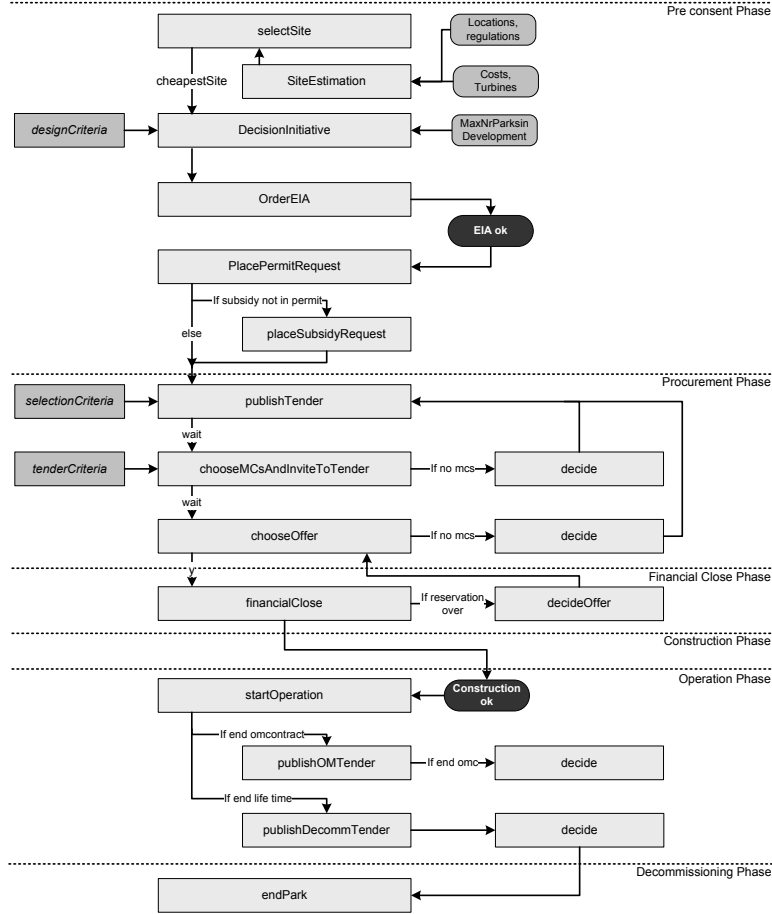 Pre consent Phase
selectSite
Locations,
regulations
cheapestSite
SiteEstimation
Costs,
Turbines
designCriteria
DecisionInitiative
MaxNrParksin
Development
OrderEIA
EIA ok
PlacePermitRequest
If subsidy not in permit
else
placeSubsidyRequest
Procurement Phase
selectionCriteria
publishTender
wait
tenderCriteria
chooseMCsAndInviteToTender
If no mcs
decide
wait
chooseOffer
If no mcs
decide
y
Financial Close Phase
financialClose
If reservation
over
decideOffer
Construction Phase
Operation Phase
startOperation
Construction
ok
If end omcontract
publishOMTender
If end omc
decide
If end life time
publishDecommTender
decide
Decommissioning Phase
endPark